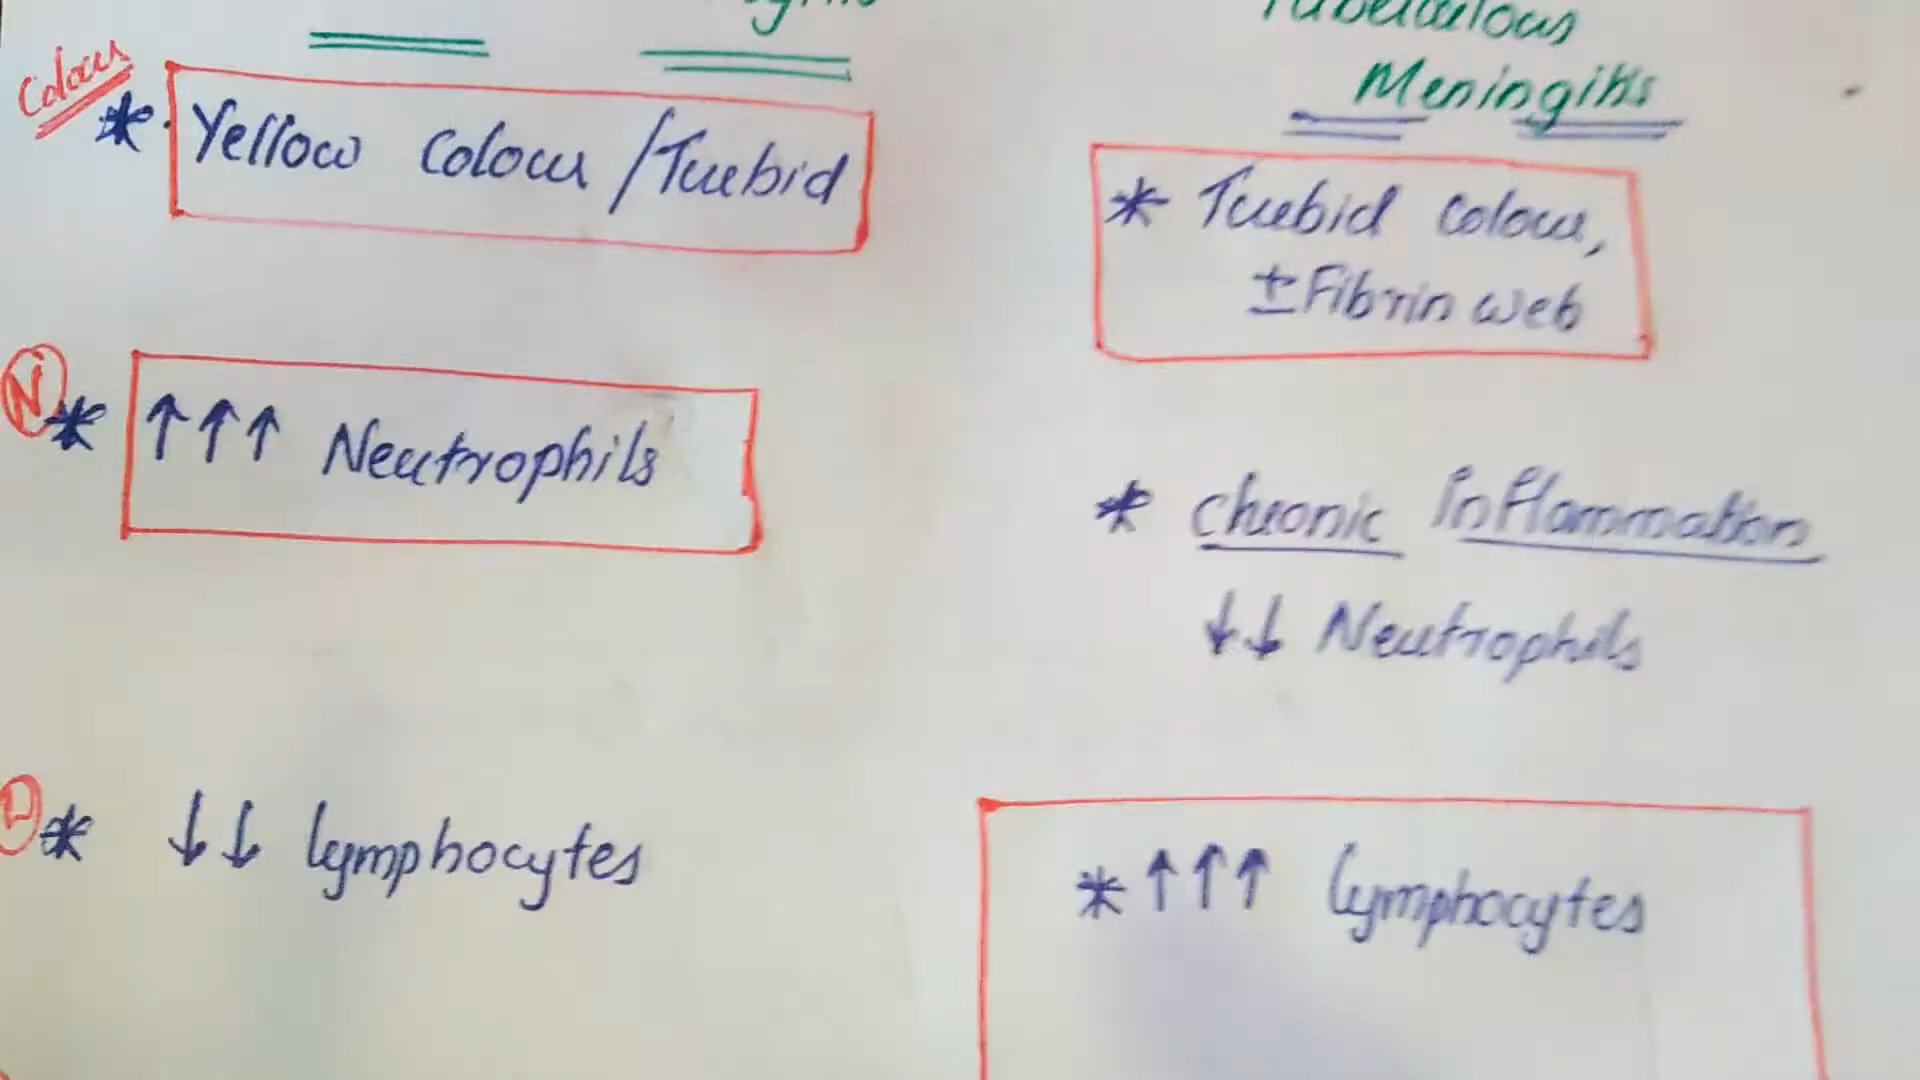 Tuberculous
Meningitis
Colour
* Yellow Colour / Turbid
* Turbid colour,
± Fibrin web
N
* ↑↑↑ Neutrophils
* Chronic Inflammation
↓↓ Neutrophils
L
* ↓↓ lymphocytes
* ↑↑↑ lymphocytes